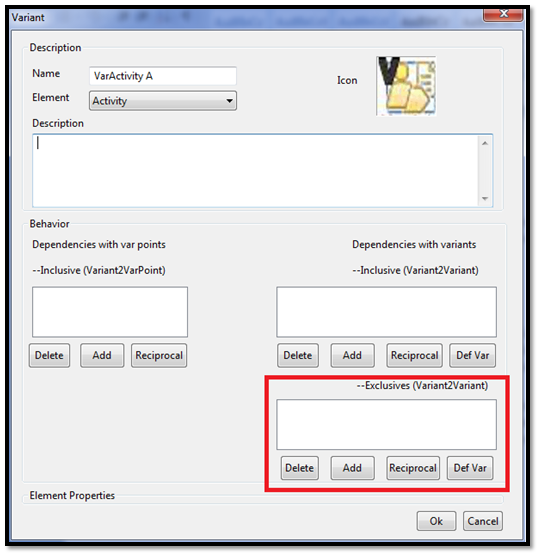 Variant
Description
Name VarActivity A
Icon
V
Element Activity
Description
Behavior
Dependencies with var points Dependencies with variants
--Inclusive (Variant2VarPoint) --Inclusive (Variant2Variant)
Delete Add Reciprocal Delete Add Reciprocal Def Var
--Exclusives (Variant2Variant)
Delete Add Reciprocal Def Var
Element Properties
Ok Cancel